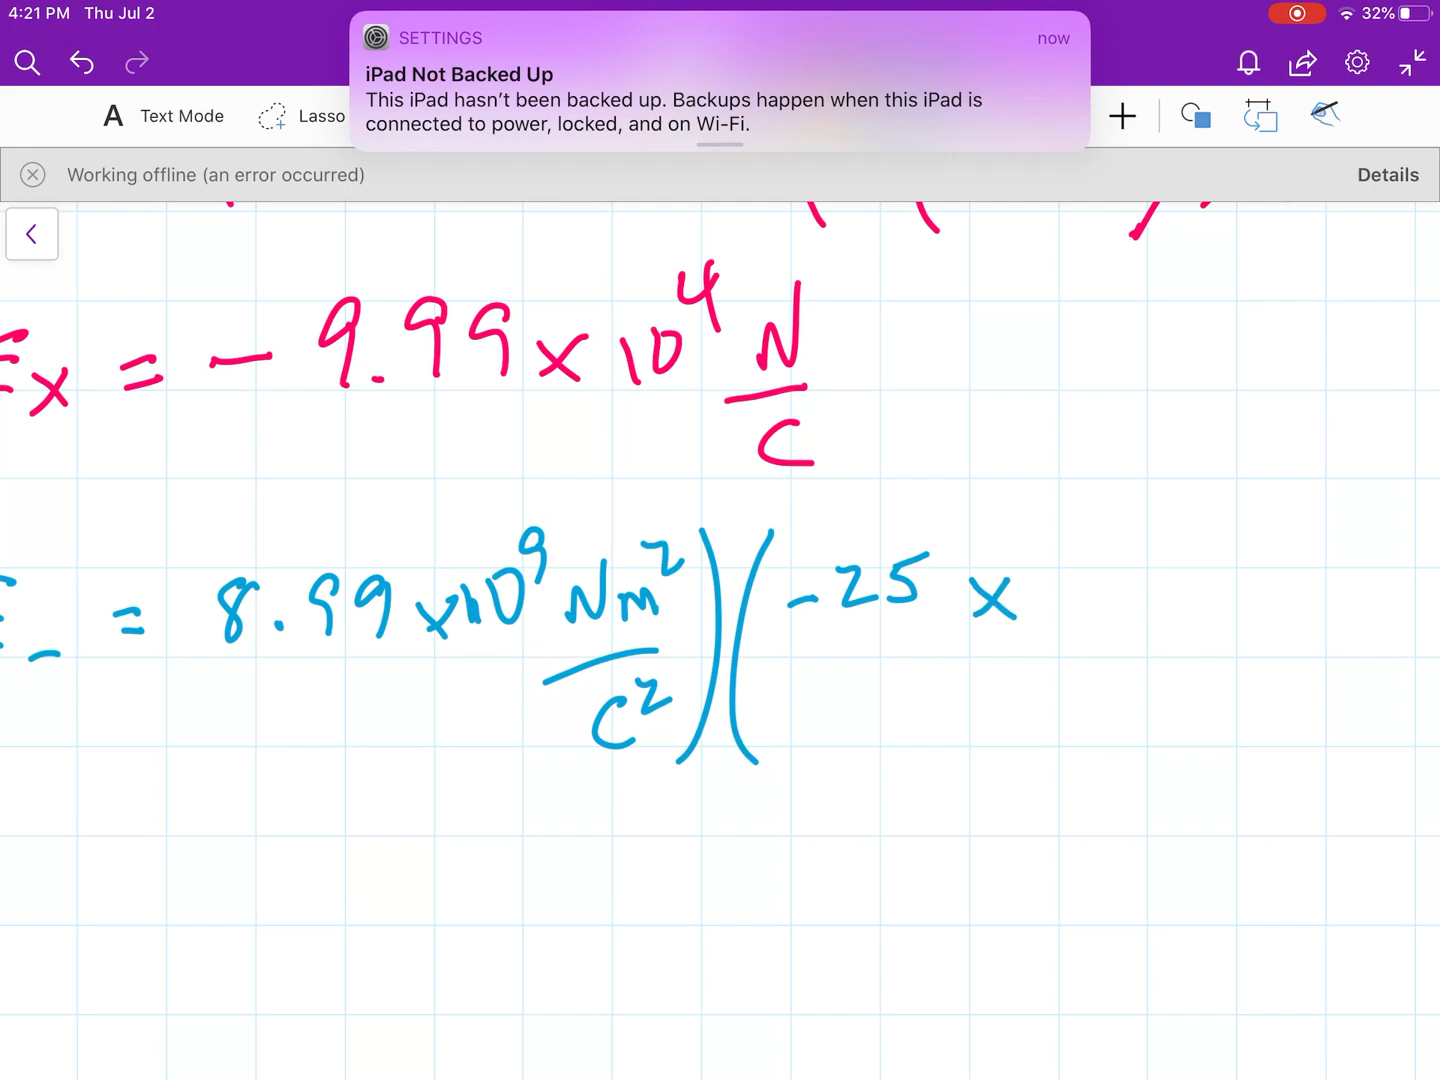 4:21 PM Thu Jul 2
32%
SETTINGS now
iPad Not Backed Up
This iPad hasn't been backed up. Backups happen when this iPad is
connected to power, locked, and on Wi-Fi.
A Text Mode Lasso
Working offline (an error occurred) Details
Ex = - 9.99 x 10^4 N/C
= 8.99 x10^9 Nm^2/C^2)(-25 x